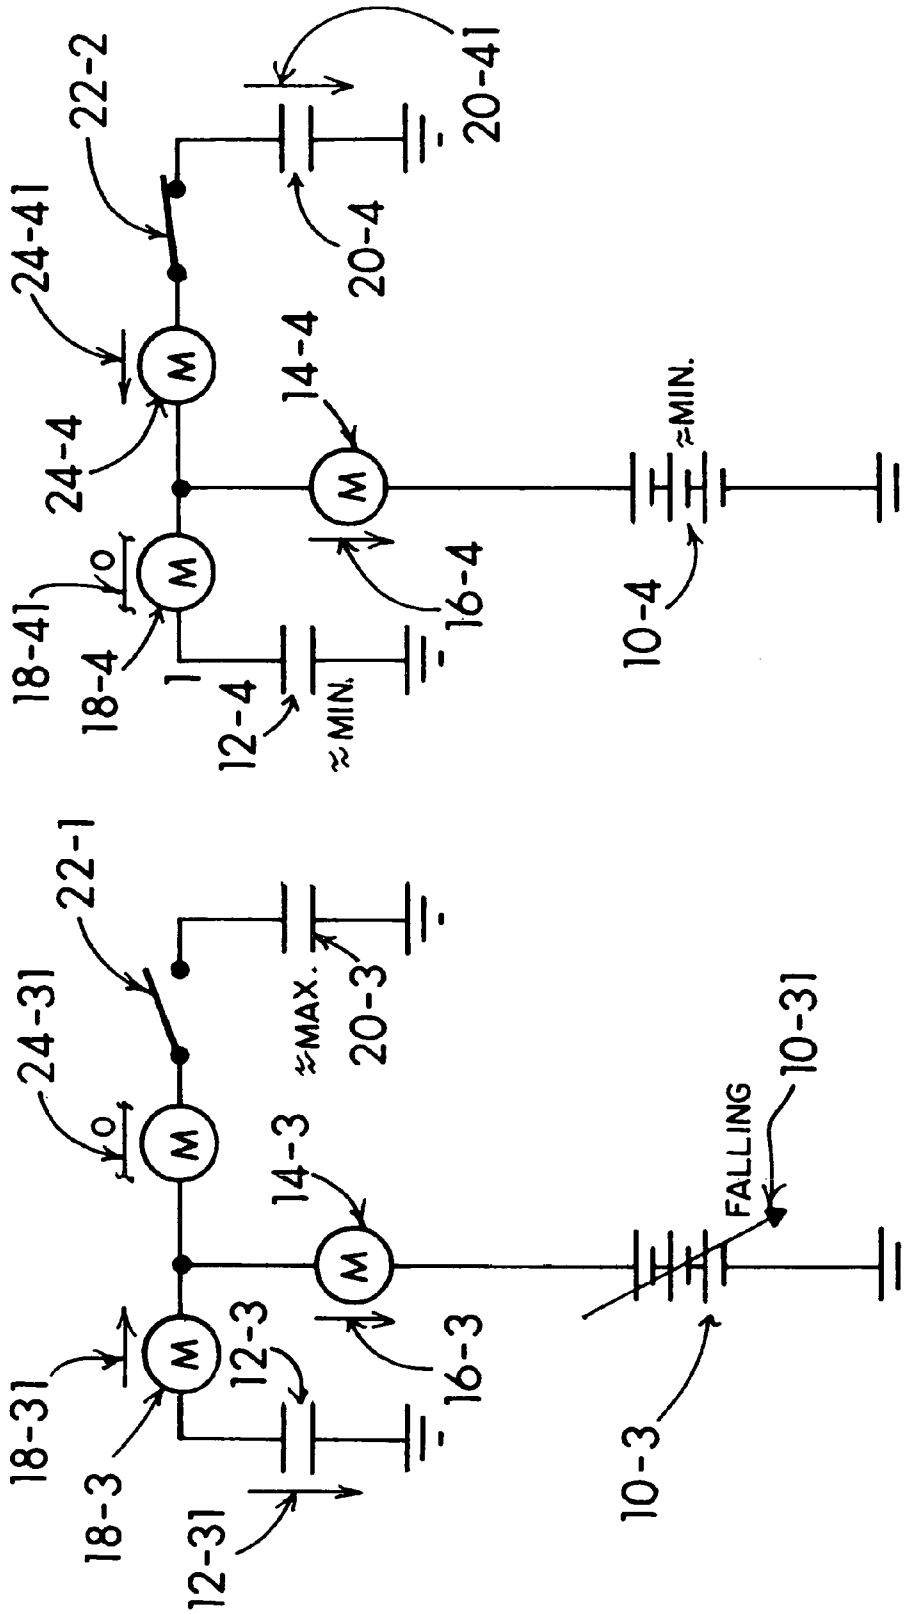 18-31
24-31
22-1
18-3
O
M
M
12-31
12-3
14-3
≈MAX.
20-3
M
16-3
10-3
FALLING
10-31
18-41
24-41
22-2
24-4
18-4
O
M
M
1
12-4
14-4
≈MIN.
M
20-4
16-4
20-41
10-4
≈MIN.